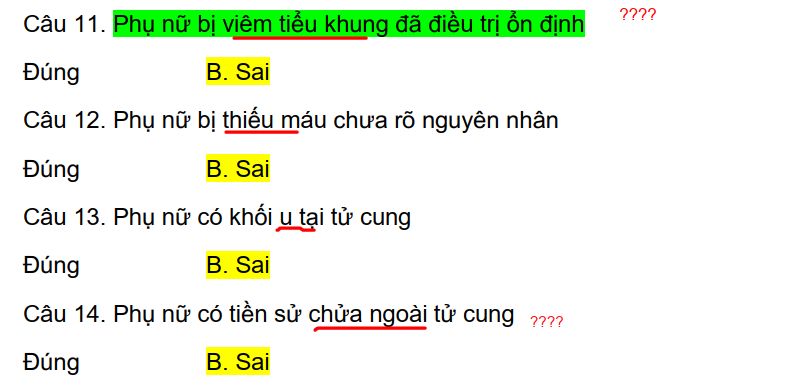 Câu 11. Phụ nữ bị viêm tiểu khung đã điều trị ổn định ????
Đúng B. Sai
Câu 12. Phụ nữ bị thiếu máu chưa rõ nguyên nhân
Đúng B. Sai
Câu 13. Phụ nữ có khối u tại tử cung
Đúng B. Sai
Câu 14. Phụ nữ có tiền sử chửa ngoài tử cung ????
Đúng B. Sai